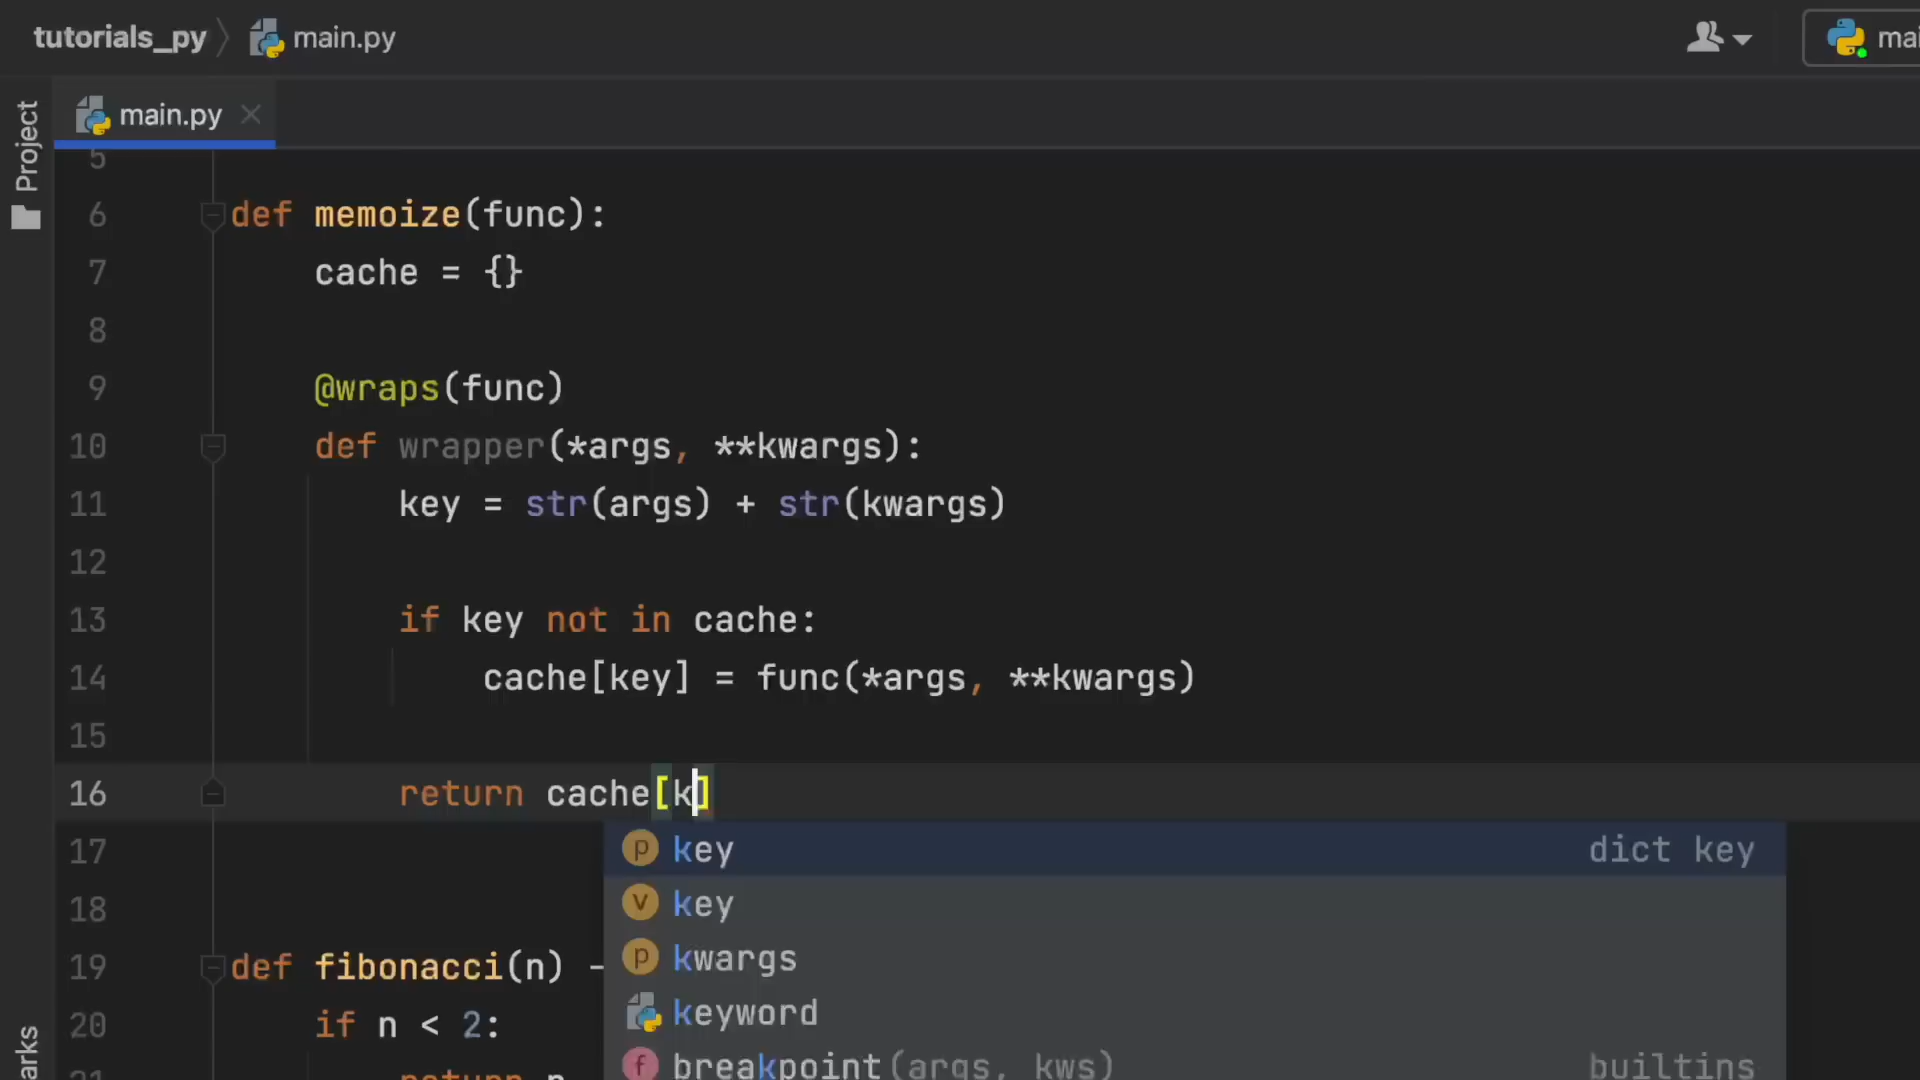 tutorials_py main.py mai
Project
main.py
5
6 def memoize(func):
7 cache = {}
8
9 @wraps(func)
10 def wrapper(*args, **kwargs):
11 key = str(args) + str(kwargs)
12
13 if key not in cache:
14 cache[key] = func(*args, **kwargs)
15
16 return cache[k]
17
p key dict key
v key
18
p kwargs
19 def fibonacci(n) -
keyword
20 if n < 2:
f breakpoint(args, kws) builtins
21 return n
arks